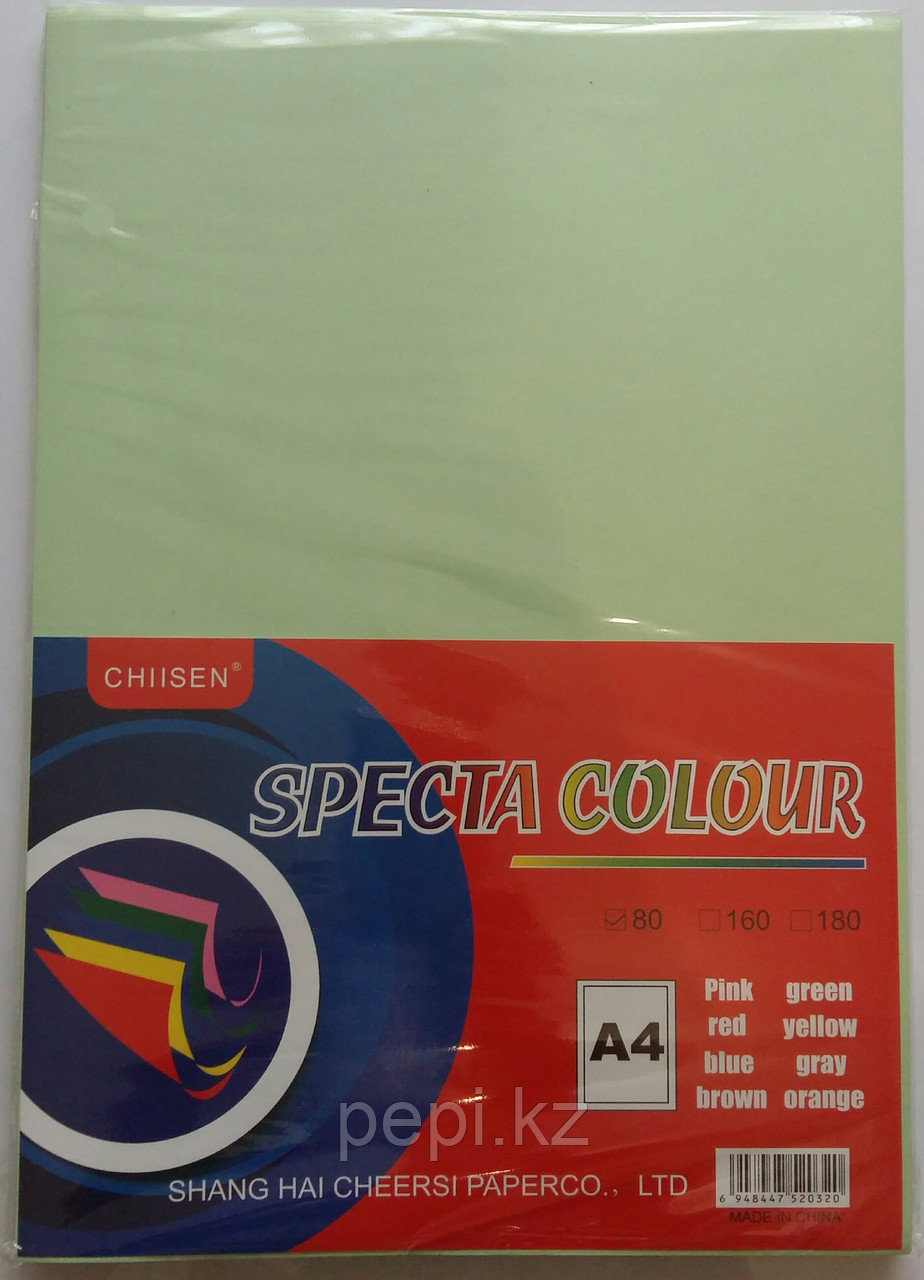 CHIISEN®
SPECTA COLOUR
80 160 180
A4
Pink green
red yellow
blue gray
brown orange
pepi.kz
SHANG HAI CHEERSI PAPERCO., LTD
6 948447 520320
MADE IN CHINA